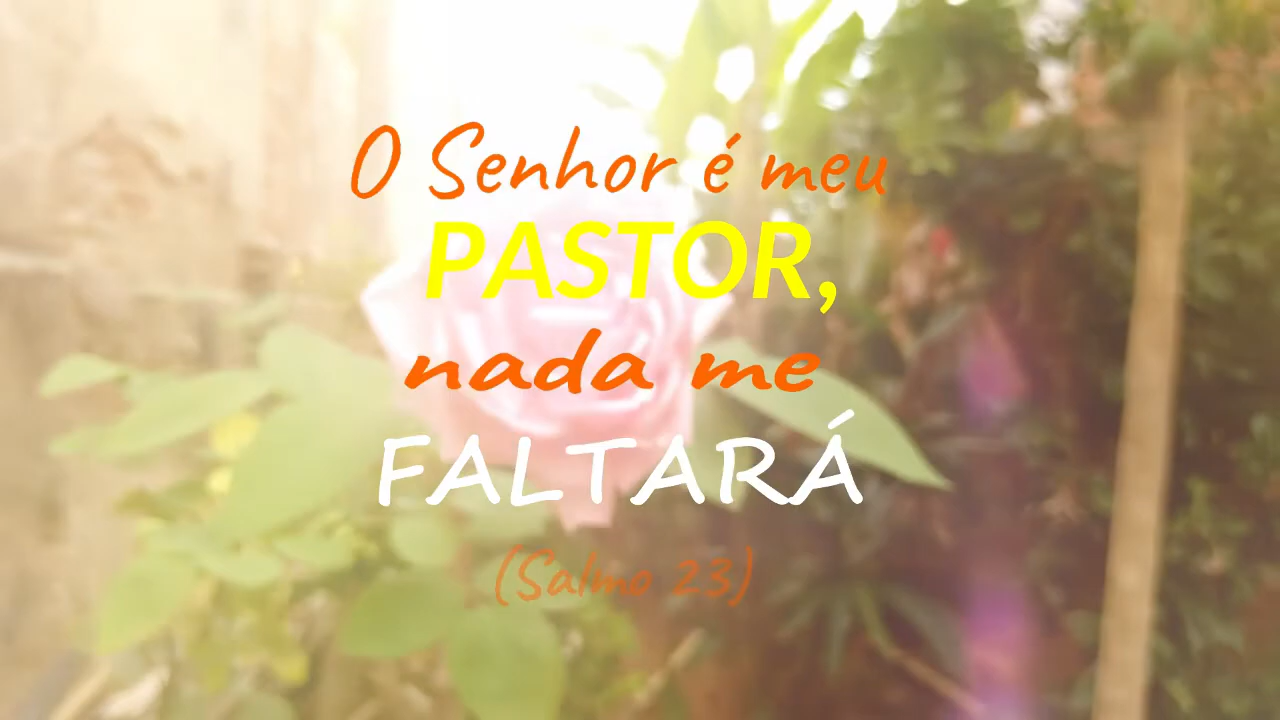 O Senhor é meu
PASTOR,
nada me
FALTARÁ
(Salmo 23)